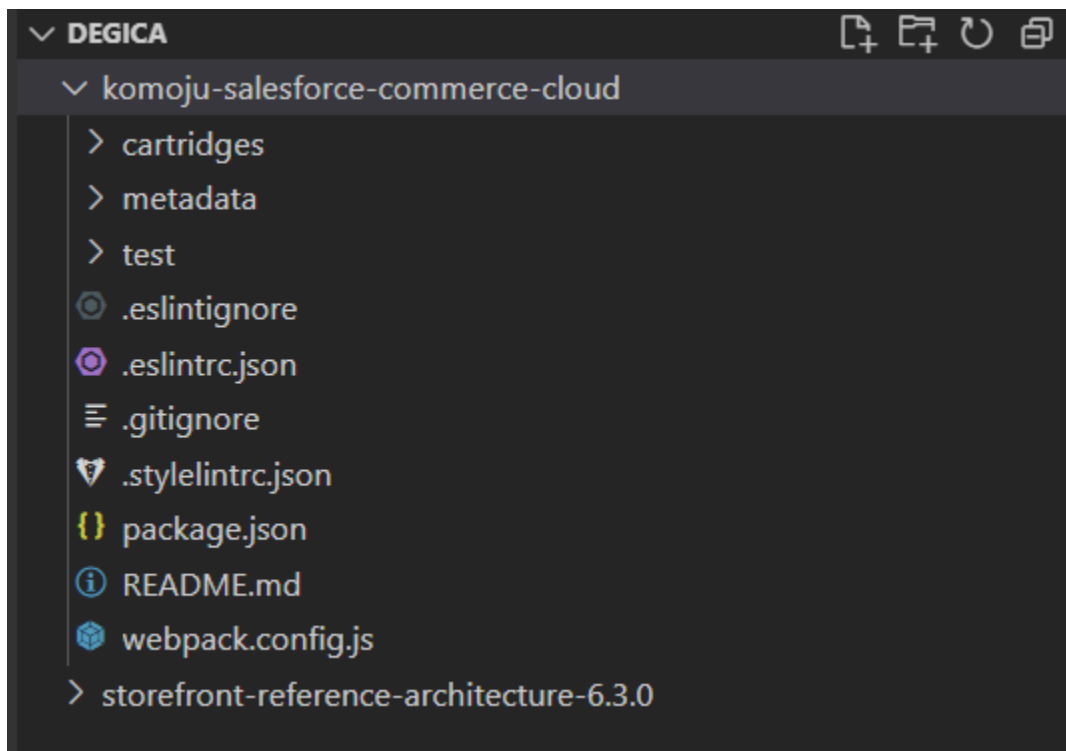 DEGICA
komoju-salesforce-commerce-cloud
cartridges
metadata
test
.eslintignore
.eslintrc.json
.gitignore
.stylelintrc.json
package.json
README.md
webpack.config.js
storefront-reference-architecture-6.3.0